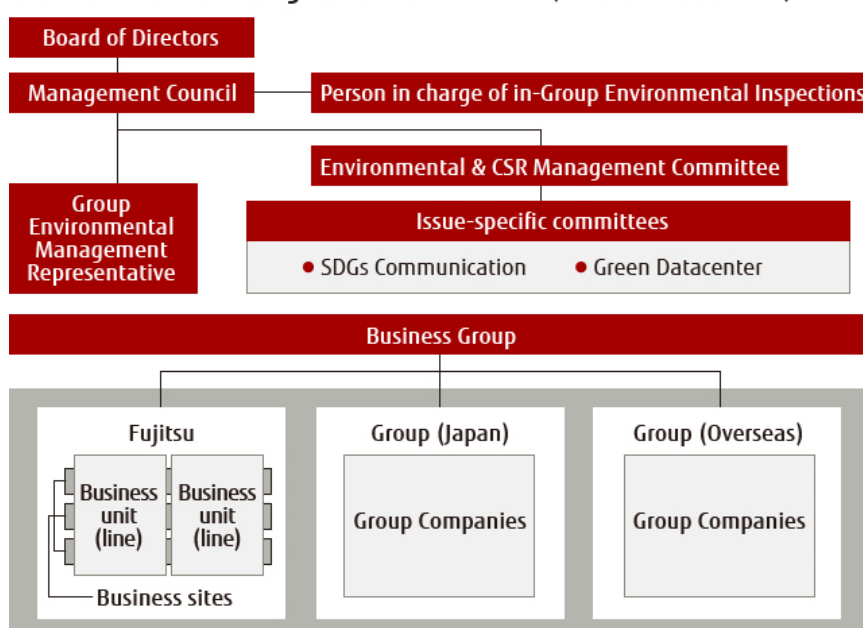 Board of Directors
Management Council
Person in charge of in-Group Environmental Inspections
Environmental & CSR Management Committee
Group
Environmental
Management
Representative
Issue-specific committees
● SDGs Communication
● Green Datacenter
Business Group
Fujitsu
Business
unit
(line)
Business
unit
(line)
Business sites
Group (Japan)
Group Companies
Group (Overseas)
Group Companies